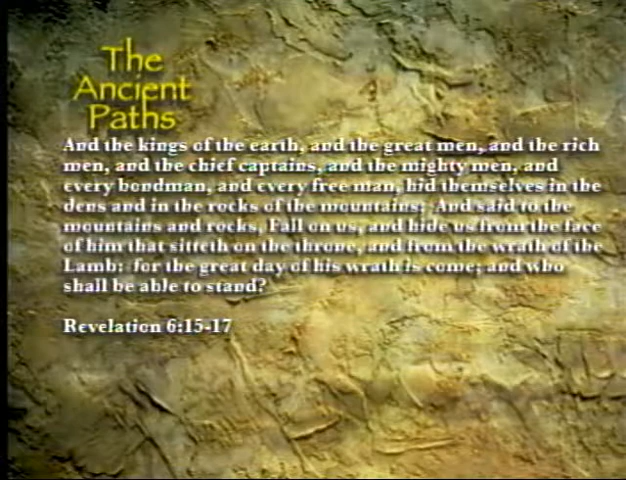 The
Ancient
Paths
And the kings of the earth, and the great men, and the rich
men, and the chief captains, and the mighty men, and
every bondman, and every free man, hid themselves in the
dens and in the rocks of the mountains; And said to the
mountains and rocks, Fall on us, and hide us from the face
of him that sitteth on the throne, and from the wrath of the
Lamb: for the great day of his wrath is come; and who
shall be able to stand?
Revelation 6:15-17